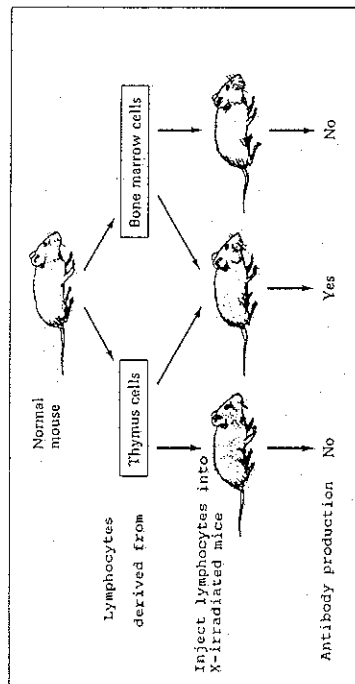 Normal
mouse
Lymphocytes
derived from
Thymus cells
Bone marrow cells
Inject lymphocytes into
X-irradiated mice
Antibody production
No
Yes
No